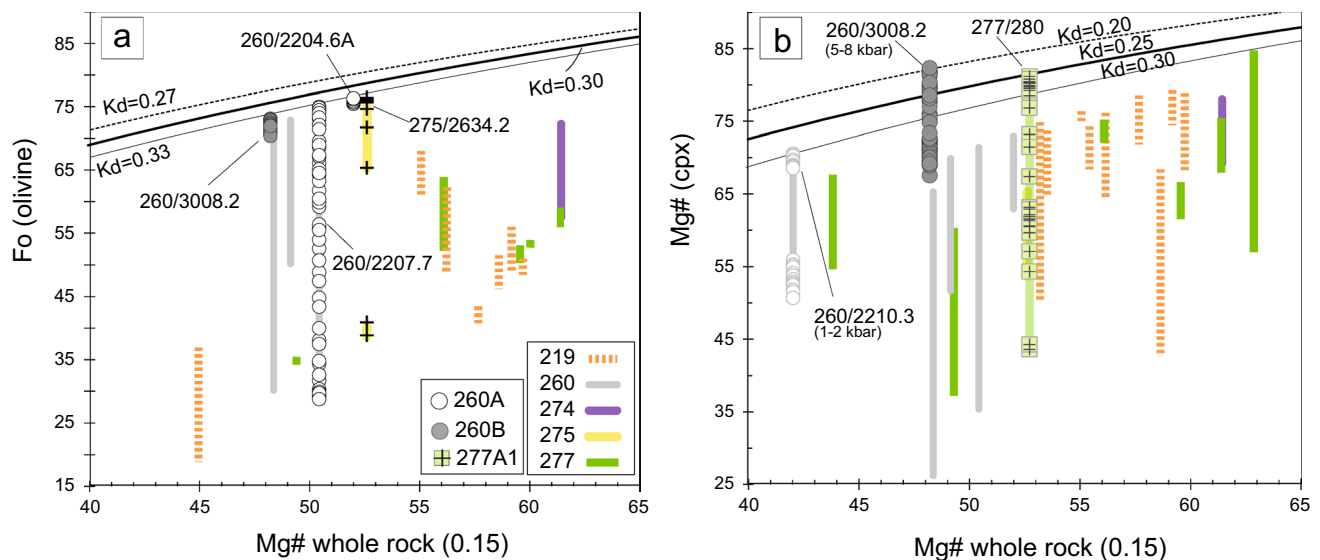 a
85
75
65
55
45
35
25
15
Fo (olivine)
40
45
50
55
60
65
Mg# whole rock (0.15)
260/2204.6A
Kd=0.27
Kd=0.30
Kd=0.33
275/2634.2
260/3008.2
260/2207.7
260A
260B
277A1
219
260
274
275
277
b
85
75
65
55
45
35
25
Mg# (cpx)
40
45
50
55
60
65
Mg# whole rock (0.15)
260/3008.2
(5-8 kbar)
277/280
Kd=0.20
Kd=0.25
Kd=0.30
260/2210.3
(1-2 kbar)